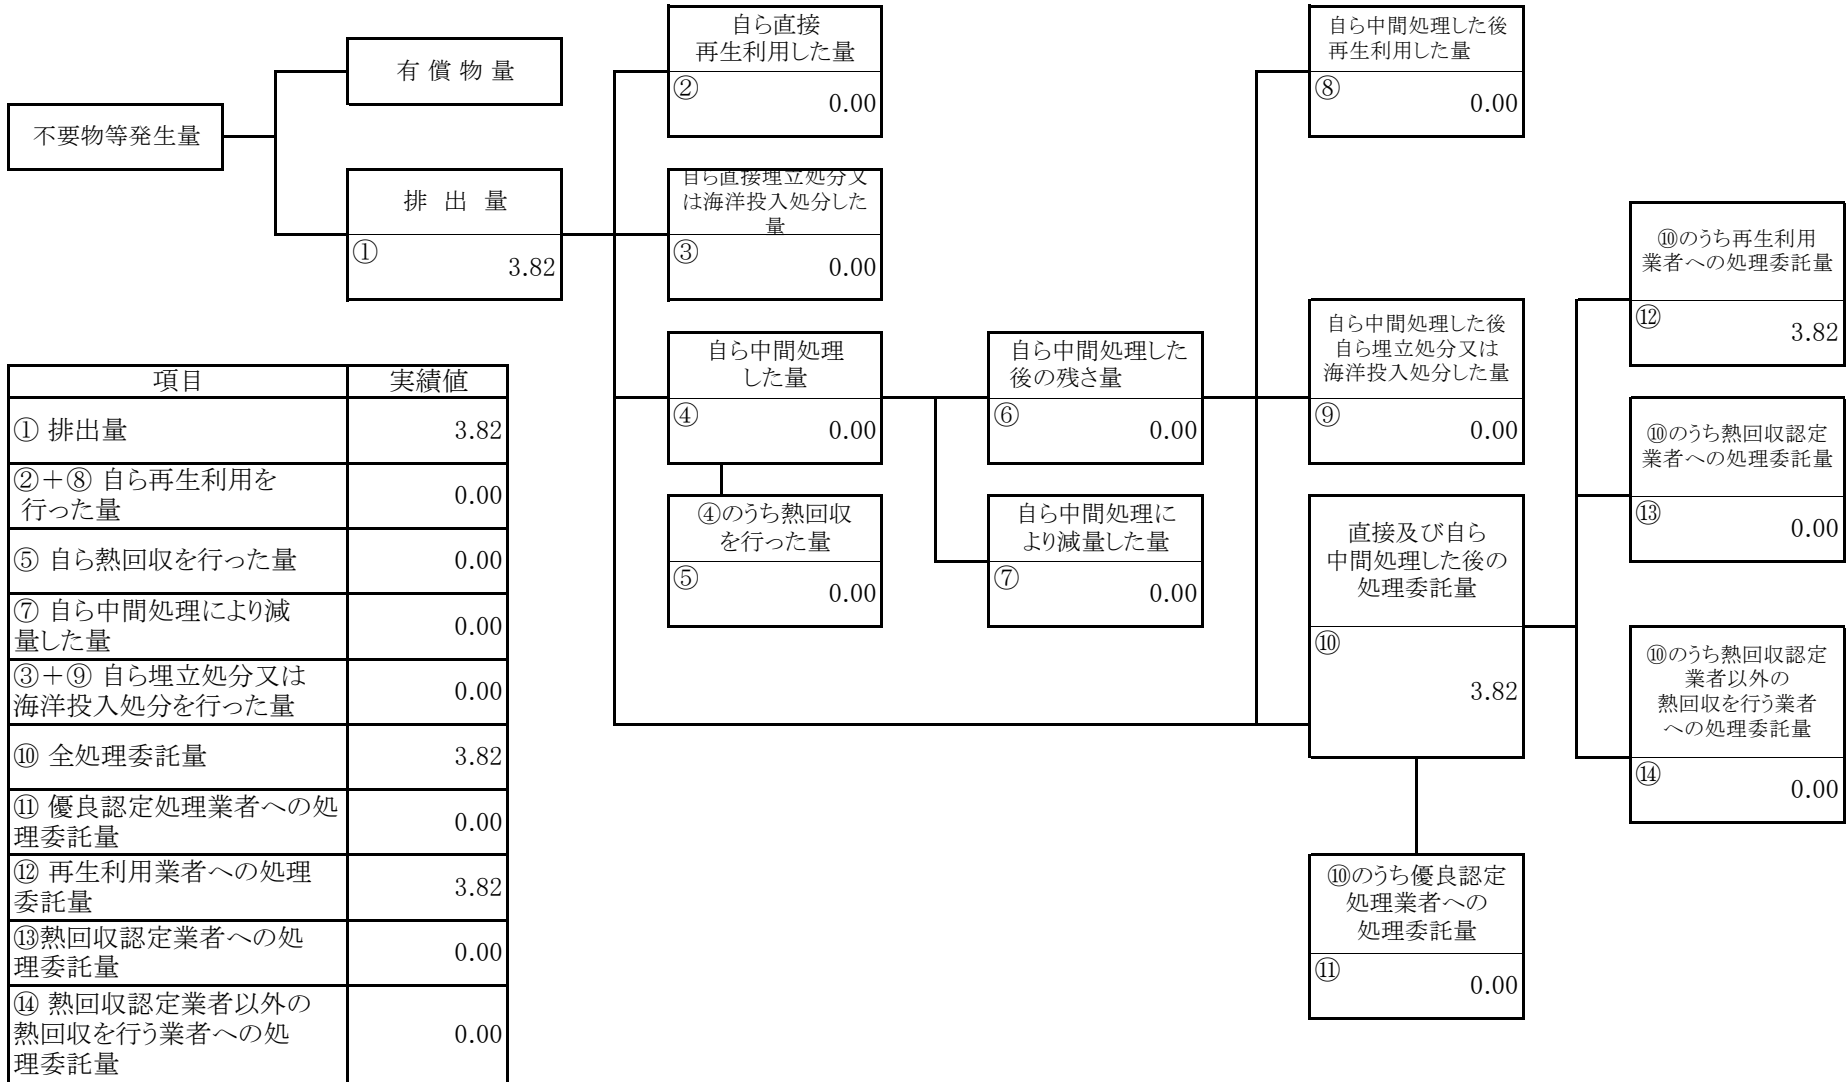 自ら直接
再生利用した量
②
0.00
自ら中間処理した後
再生利用した量
⑧
0.00
有 償 物 量
不要物等発生量
排 出 量
①
3.82
自ら直接埋立処分又
は海洋投入処分した
量
③
0.00
⑩のうち再生利用
業者への処理委託量
⑫
3.82
自ら中間処理
した量
④
0.00
自ら中間処理した
後の残さ量
⑥
0.00
自ら中間処理した後
自ら埋立処分又は
海洋投入処分した量
⑨
0.00
⑩のうち熱回収認定
業者への処理委託量
⑬
0.00
④のうち熱回収
を行った量
⑤
0.00
自ら中間処理に
より減量した量
⑦
0.00
直接及び自ら
中間処理した後の
処理委託量
⑩
3.82
⑩のうち熱回収認定
業者以外の
熱回収を行う業者
への処理委託量
⑭
0.00
⑩のうち優良認定
処理業者への
処理委託量
⑪
0.00
項目 実績値
① 排出量 3.82
②＋⑧ 自ら再生利用を
行った量 0.00
⑤ 自ら熱回収を行った量 0.00
⑦ 自ら中間処理により減
量した量 0.00
③＋⑨ 自ら埋立処分又は
海洋投入処分を行った量 0.00
⑩ 全処理委託量 3.82
⑪ 優良認定処理業者への処
理委託量 0.00
⑫ 再生利用業者への処理
委託量 3.82
⑬熱回収認定業者への処
理委託量 0.00
⑭ 熱回収認定業者以外の
熱回収を行う業者への処
理委託量 0.00